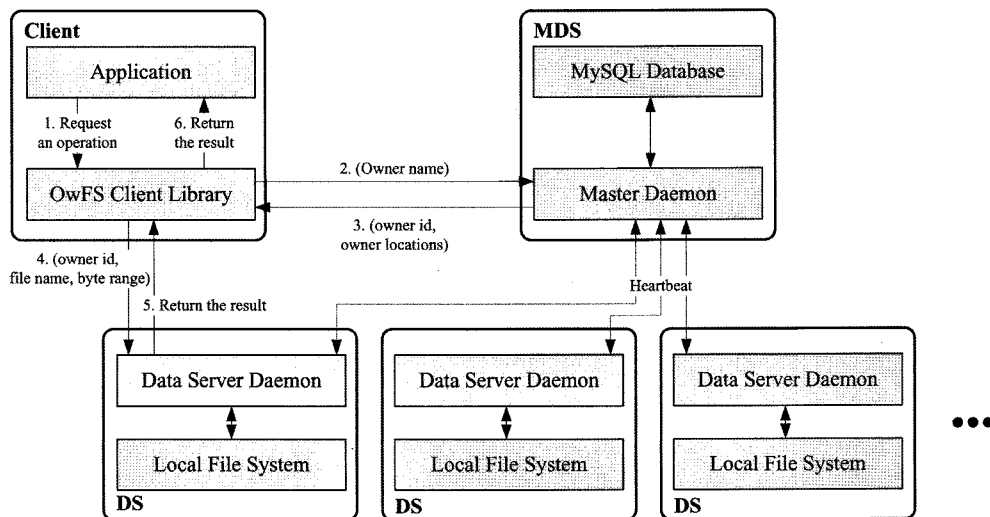 Client
Application
1. Request
an operation
6. Return
the result
OwFS Client Library
MDS
MySQL Database
Master Daemon
2. (Owner name)
3. (owner id,
owner locations)
4. (owner id,
file name, byte range)
5. Return the result
Heartbeat
Data Server Daemon
Local File System
DS
Data Server Daemon
Local File System
DS
Data Server Daemon
Local File System
DS